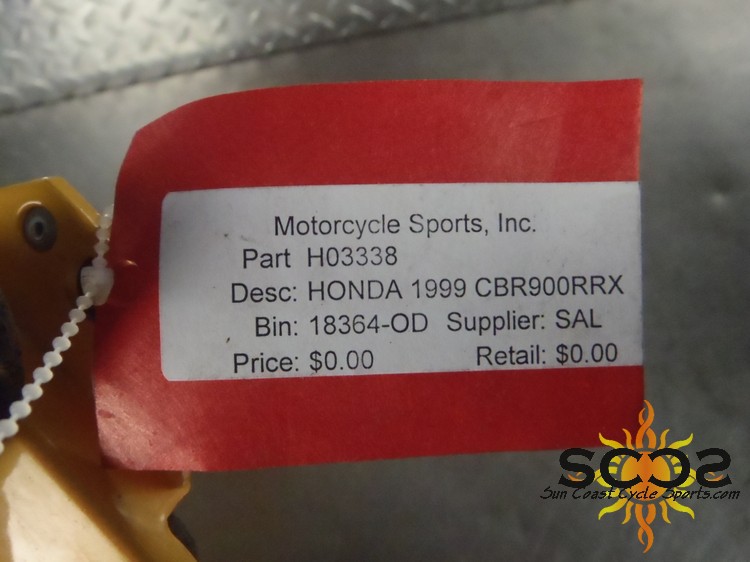 Motorcycle Sports, Inc.
Part H03338
Desc: HONDA 1999 CBR900RRX
Bin: 18364-OD Supplier: SAL
Price: $0.00 Retail: $0.00
SCCS
Sun Coast Cycle Sports.com